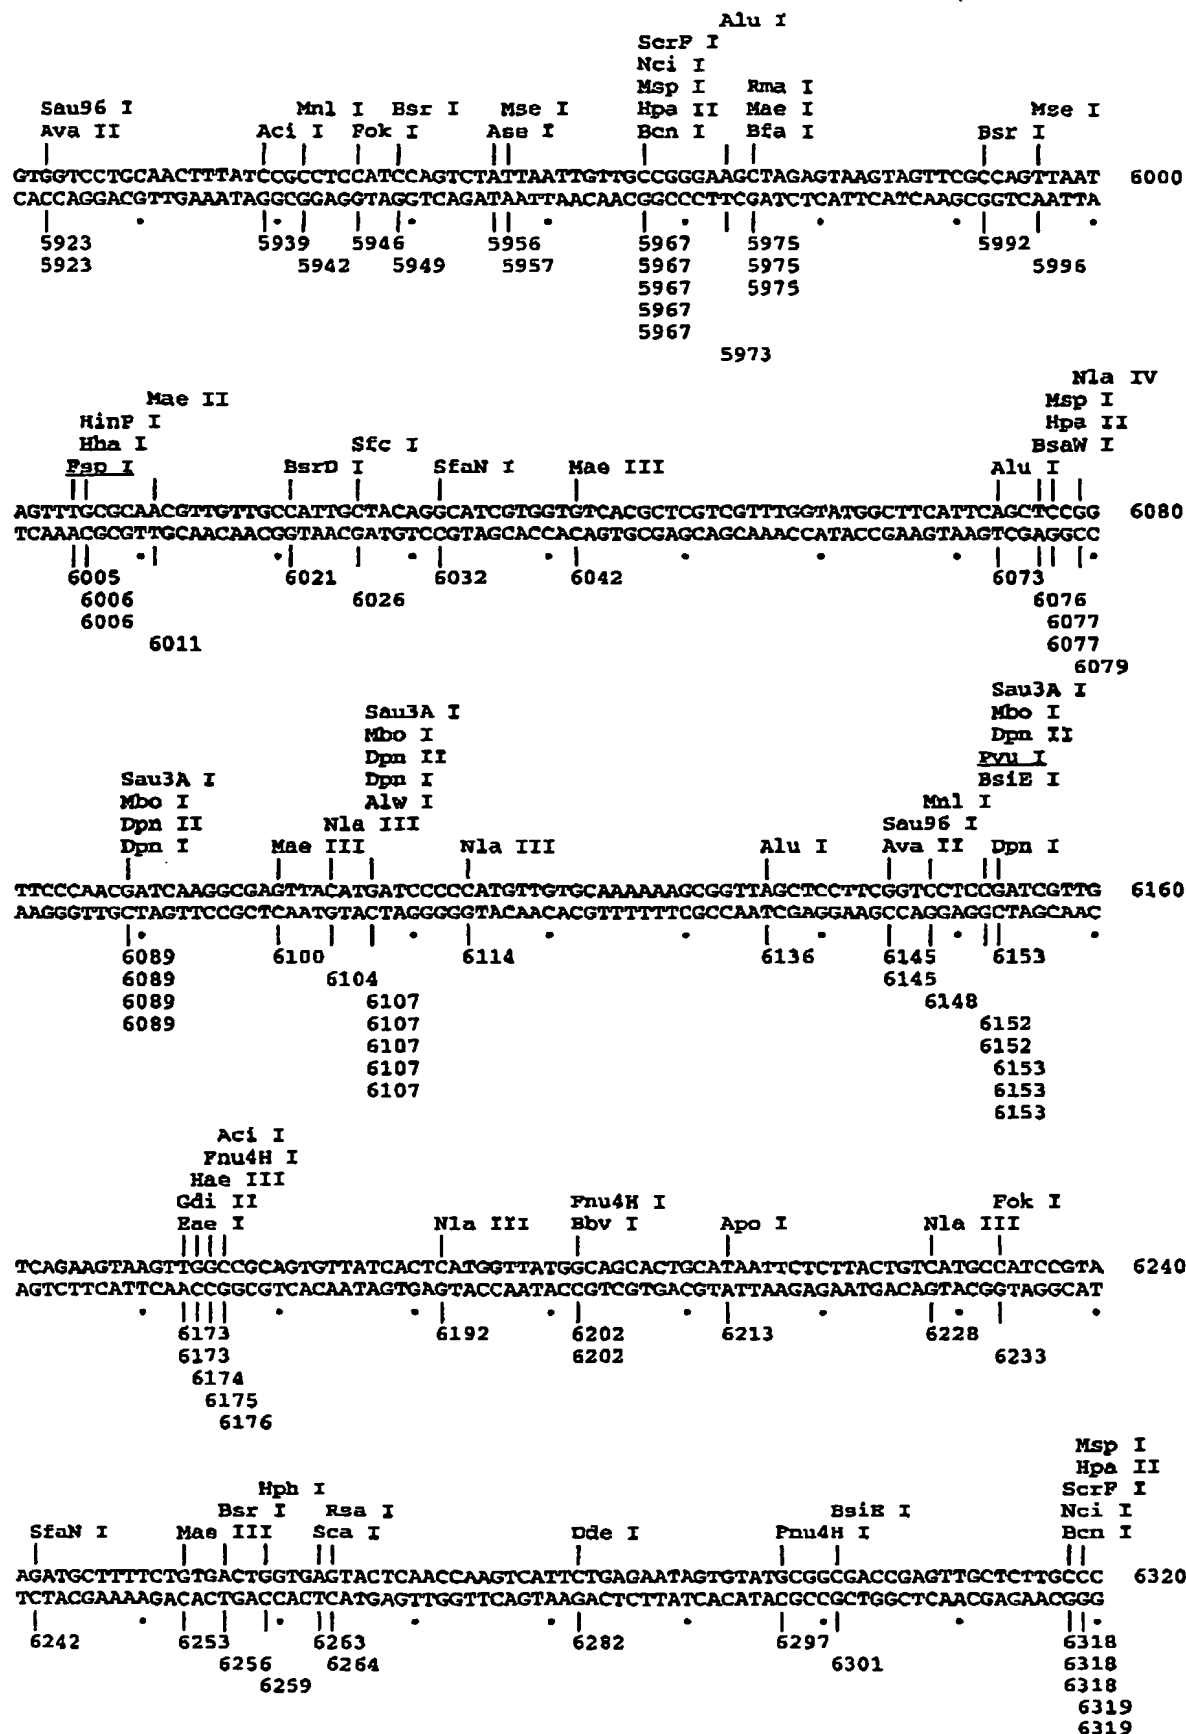 Alu I
ScrF I
Nci I
Sau96 I Mnl I Bsr I Mse I Msp I Rma I Mse I
Hpa II Mae I
Ava II Aci I Fok I Ase I Bcn I Bfa I Bsr I
GTGGTCCTGCAACTTTATCCGCCTCCATCCAGTCTATTAATTGTTGCCGGGAAGCTAGAGTAAGTAGTTCGCCAGTTAAT 6000
CACCAGGACGTTGAAATAGGCGGAGGTAGGTCAGATAATTAACAACGGCCCTTCGATCTCATTCATCAAGCGGTCAATTA
5923 5939 5946 5956 5967 5975 5992
5923 5942 5949 5957 5967 5975 5996
5967 5975
5967
5967
5973
Nla IV
Mae II Msp I
HinP I Hpa II
Hha I Sfc I BsaW I
Fsp I BsrD I SfaN I Mae III Alu I
AGTTTGCGCAACGTTGTTGCCATTGCTACAGGCATCGTGGTGTCACGCTCGTCGTTTGGTATGGCTTCATTCAGCTCCGG 6080
TCAAACGCGTTGCAACAACGGTAACGATGTCCGTAGCACCACAGTGCGAGCAGCAAACCATACCGAAGTAAGTCGAGGCC
6005 6021 6032 6042 6073
6006 6026 6076
6006 6077
6011 6077
6079
Sau3A I
Sau3A I Mbo I
Mbo I Dpn II
Dpn II Pvu I
Sau3A I Dpn I BsiE I
Mbo I Alw I Mnl I
Dpn II Nla III Sau96 I
Dpn I Mae III Nla III Alu I Ava II Dpn I
TTCCCAACGATCAAGGCGAGTTACATGATCCCCCATGTTGTGCAAAAAAGCGGTTAGCTCCTTCGGTCCTCCGATCGTTG 6160
AAGGGTTGCTAGTTCCGCTCAATGTACTAGGGGGTACAACACGTTTTTTCGCCAATCGAGGAAGCCAGGAGGCTAGCAAC
6089 6100 6114 6136 6145 6153
6089 6104 6145
6089 6107 6148
6089 6107 6152
6107 6152
6107 6153
6107 6153
6153
Aci I
Fnu4H I
Hae III
Gdi II Fnu4H I Fok I
Eae I Nla III Bbv I Apo I Nla III
TCAGAAGTAAGTTGGCCGCAGTGTTATCACTCATGGTTATGGCAGCACTGCATAATTCTCTTACTGTCATGCCATCCGTA 6240
AGTCTTCATTCAACCGGCGTCACAATAGTGAGTACCAATACCGTCGTGACGTATTAAGAGAATGACAGTACGGTAGGCAT
6173 6192 6202 6213 6228
6173 6202 6233
6174
6175
6176
Msp I
Hpa II
Hph I ScrF I
Bsr I Rsa I BsiE I Nci I
SfaN I Mae III Sca I Dde I Fnu4H I Bcn I
AGATGCTTTTCTGTGACTGGTGAGTACTCAACCAAGTCATTCTGAGAATAGTGTATGCGGCGACCGAGTTGCTCTTGCCC 6320
TCTACGAAAAGACACTGACCACTCATGAGTTGGTTCAGTAAGACTCTTATCACATACGCCGCTGGCTCAACGAGAACGGG
6242 6253 6263 6282 6297 6318
6256 6264 6301 6318
6259 6318
6319
6319